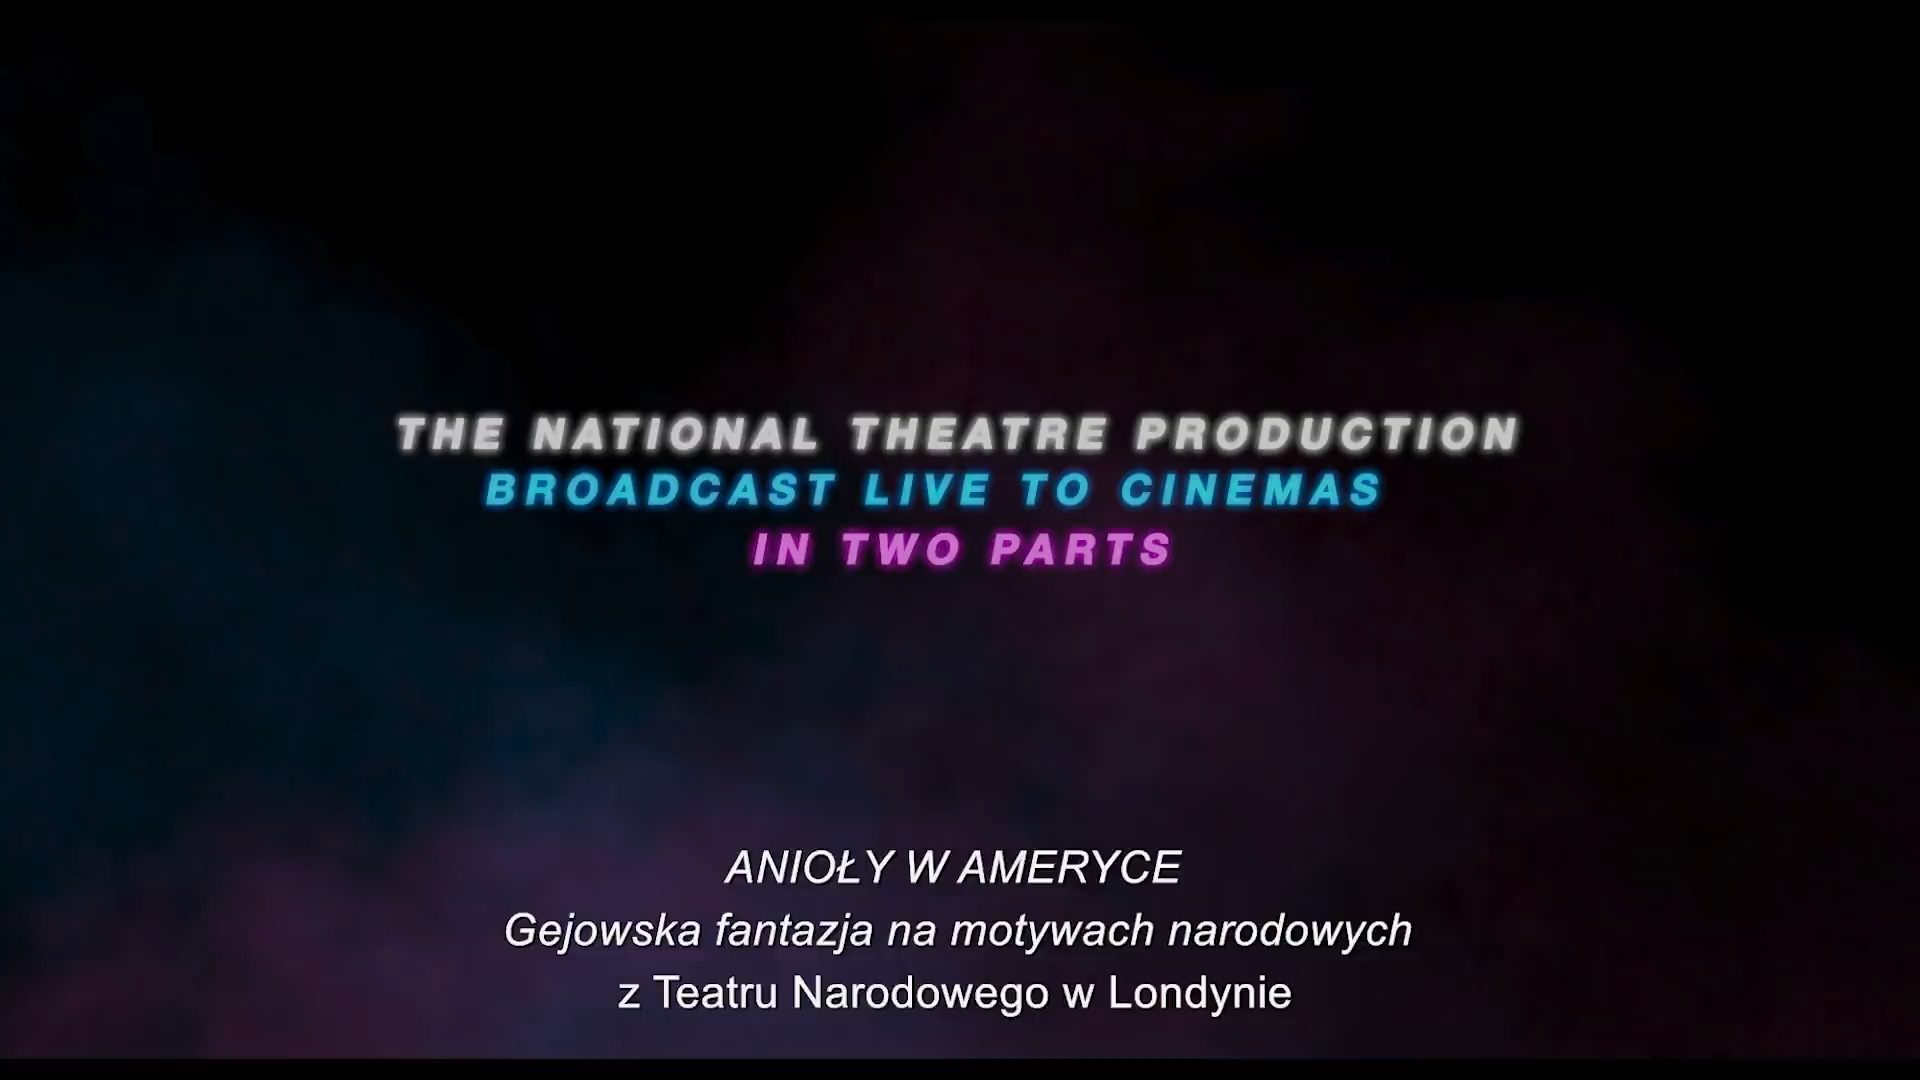 THE NATIONAL THEATRE PRODUCTION
BROADCAST LIVE TO CINEMAS
IN TWO PARTS
ANIOŁY W AMERYCE
Gejowska fantazja na motywach narodowych
z Teatru Narodowego w Londynie